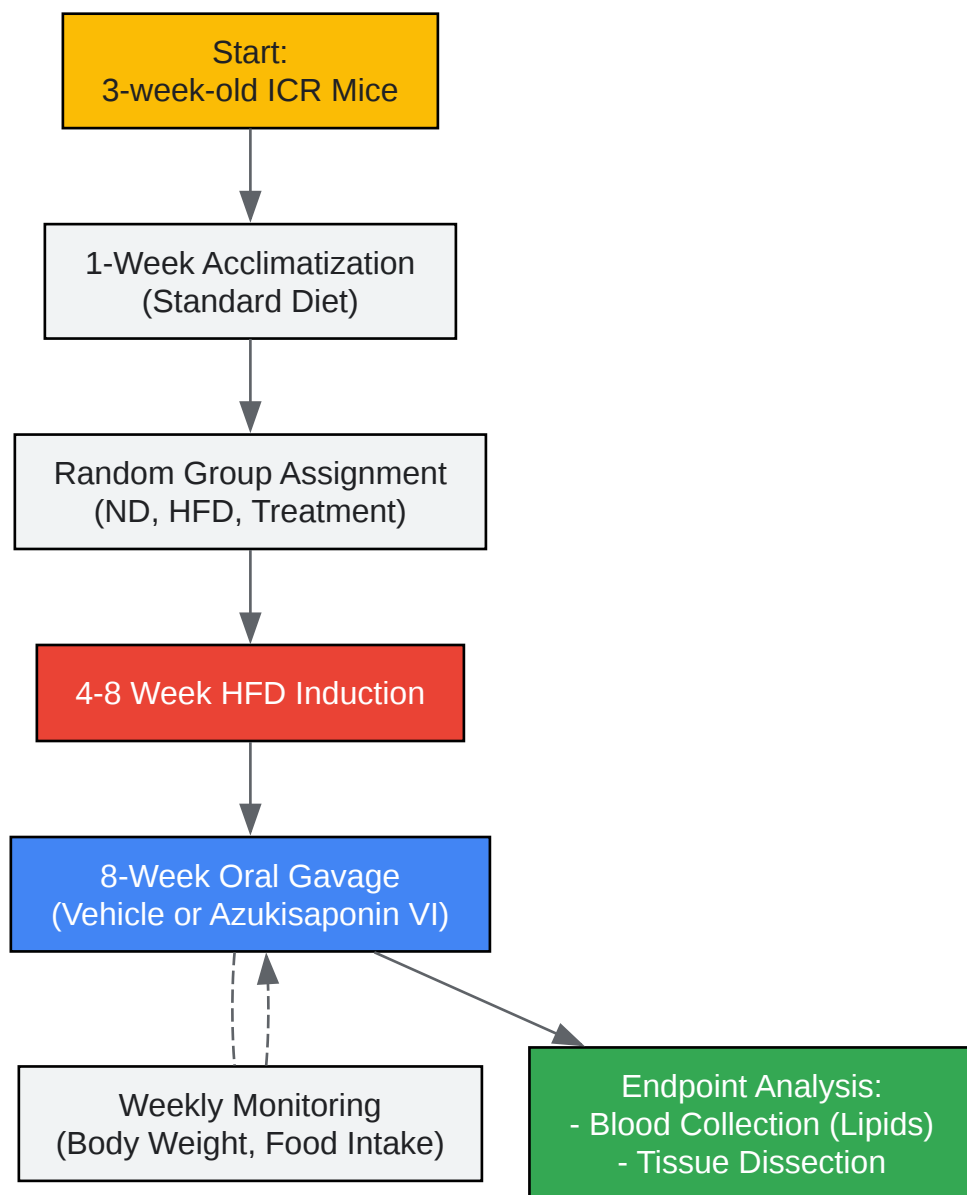 Start:
3-week-old ICR Mice
1-Week Acclimatization
(Standard Diet)
Random Group Assignment
(ND, HFD, Treatment)
4-8 Week HFD Induction
8-Week Oral Gavage
(Vehicle or Azukisaponin VI)
Weekly Monitoring
(Body Weight, Food Intake)
Endpoint Analysis:
- Blood Collection (Lipids)
- Tissue Dissection